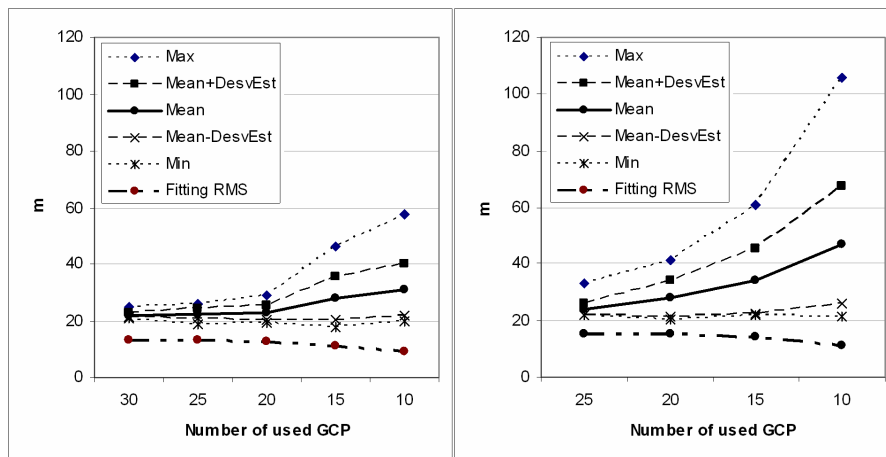 120
100
80
60
40
20
0
m
Max
Mean+DesvEst
Mean
Mean-DesvEst
Min
Fitting RMS
30 25 20 15 10
Number of used GCP
120
100
80
60
40
20
0
m
Max
Mean+DesvEst
Mean
Mean-DesvEst
Min
Fitting RMS
25 20 15 10
Number of used GCP